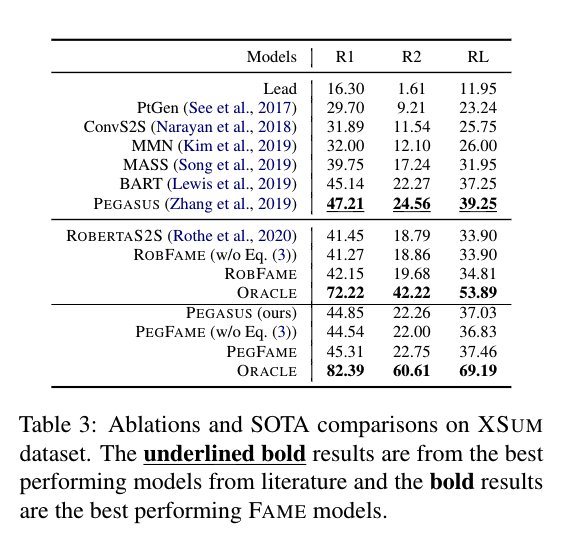 Models R1 R2 RL
Lead 16.30 1.61 11.95
PtGen (See et al., 2017) 29.70 9.21 23.24
ConvS2S (Narayan et al., 2018) 31.89 11.54 25.75
MMN (Kim et al., 2019) 32.00 12.10 26.00
MASS (Song et al., 2019) 39.75 17.24 31.95
BART (Lewis et al., 2019) 45.14 22.27 37.25
PEGASUS (Zhang et al., 2019) 47.21 24.56 39.25
ROBERTAS2S (Rothe et al., 2020) 41.45 18.79 33.90
ROBFAME (w/o Eq. (3)) 41.27 18.86 33.90
ROBFAME 42.15 19.68 34.81
ORACLE 72.22 42.22 53.89
PEGASUS (ours) 44.85 22.26 37.03
PEGFAME (w/o Eq. (3)) 44.54 22.00 36.83
PEGFAME 45.31 22.75 37.46
ORACLE 82.39 60.61 69.19
Table 3: Ablations and SOTA comparisons on XSUM
dataset. The underlined bold results are from the best
performing models from literature and the bold results
are the best performing FAME models.